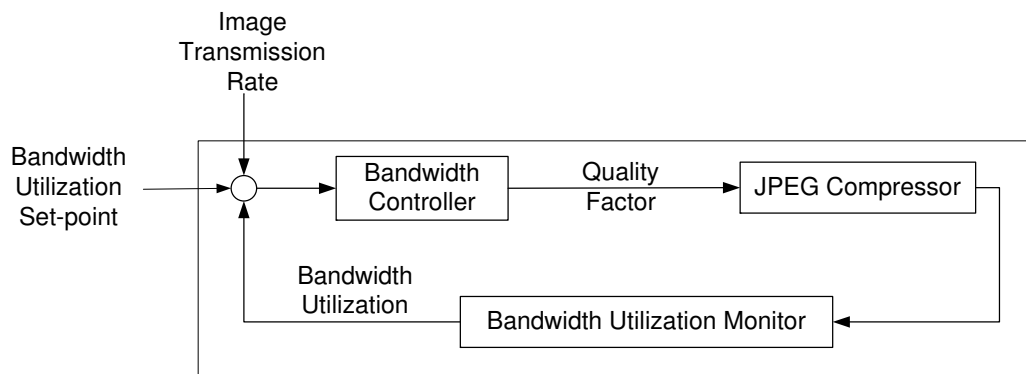 Image
Transmission
Rate
Bandwidth
Utilization
Set-point
Bandwidth
Controller
Quality
Factor
JPEG Compressor
Bandwidth
Utilization
Bandwidth Utilization Monitor